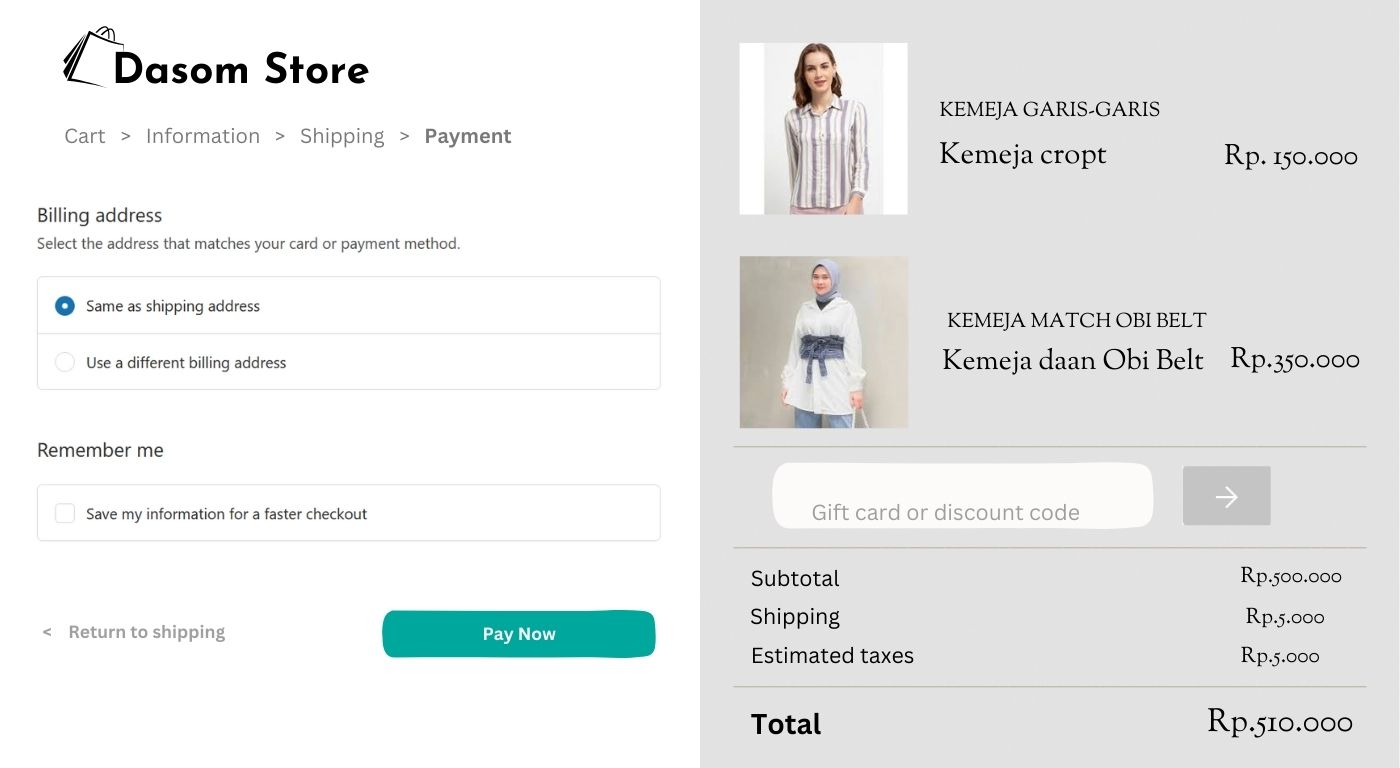 Dasom Store
Cart > Information > Shipping > Payment
Billing address
Select the address that matches your card or payment method.
Same as shipping address
Use a different billing address
Remember me
Save my information for a faster checkout
< Return to shipping
Pay Now
KEMEJA GARIS-GARIS
Kemeja cropt Rp. 150.000
KEMEJA MATCH OBI BELT
Kemeja daan Obi Belt Rp.350.000
Gift card or discount code
Subtotal Rp.500.000
Shipping Rp.5.000
Estimated taxes Rp.5.000
Total Rp.510.000